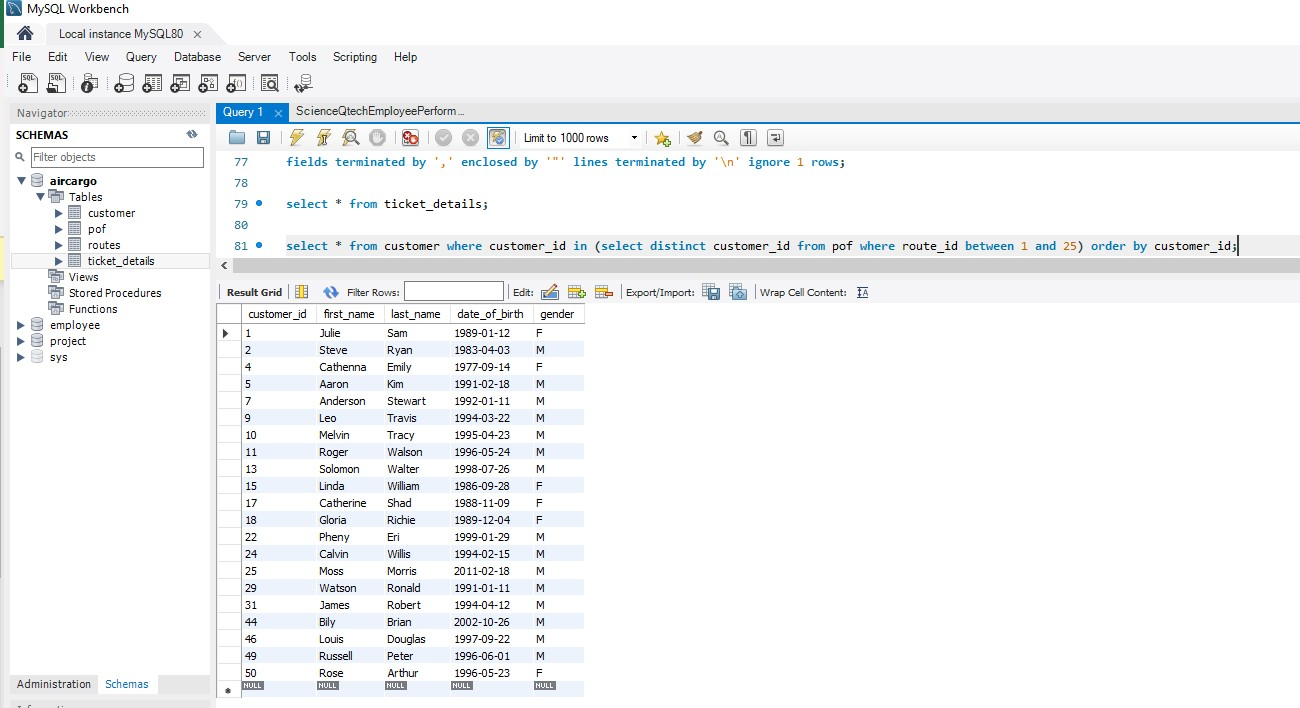 MySQL Workbench
Local instance MySQL80 ×
File Edit View Query Database Server Tools Scripting Help
Navigator
Query 1 × ScienceQtechEmployeePerform...
SCHEMAS
Limit to 1000 rows
Filter objects
77 fields terminated by ',' enclosed by '"' lines terminated by '\n' ignore 1 rows;
78
79 select * from ticket_details;
80
81 select * from customer where customer_id in (select distinct customer_id from pof where route_id between 1 and 25) order by customer_id;
aircargo
Tables
customer
pof
routes
ticket_details
Views
Stored Procedures
Functions
employee
project
sys
Result Grid Filter Rows: Edit: Export/Import: Wrap Cell Content: IA
customer_id first_name last_name date_of_birth gender
1 Julie Sam 1989-01-12 F
2 Steve Ryan 1983-04-03 M
4 Cathenna Emily 1977-09-14 F
5 Aaron Kim 1991-02-18 M
7 Anderson Stewart 1992-01-11 M
9 Leo Travis 1994-03-22 M
10 Melvin Tracy 1995-04-23 M
11 Roger Walson 1996-05-24 M
13 Solomon Walter 1998-07-26 M
15 Linda William 1986-09-28 F
17 Catherine Shad 1988-11-09 F
18 Gloria Richie 1989-12-04 F
22 Pheny Eri 1999-01-29 M
24 Calvin Willis 1994-02-15 M
25 Moss Morris 2011-02-18 M
29 Watson Ronald 1991-01-11 M
31 James Robert 1994-04-12 M
44 Bily Brian 2002-10-26 M
46 Louis Douglas 1997-09-22 M
49 Russell Peter 1996-06-01 M
50 Rose Arthur 1996-05-23 F
NULL NULL NULL NULL NULL
Administration Schemas